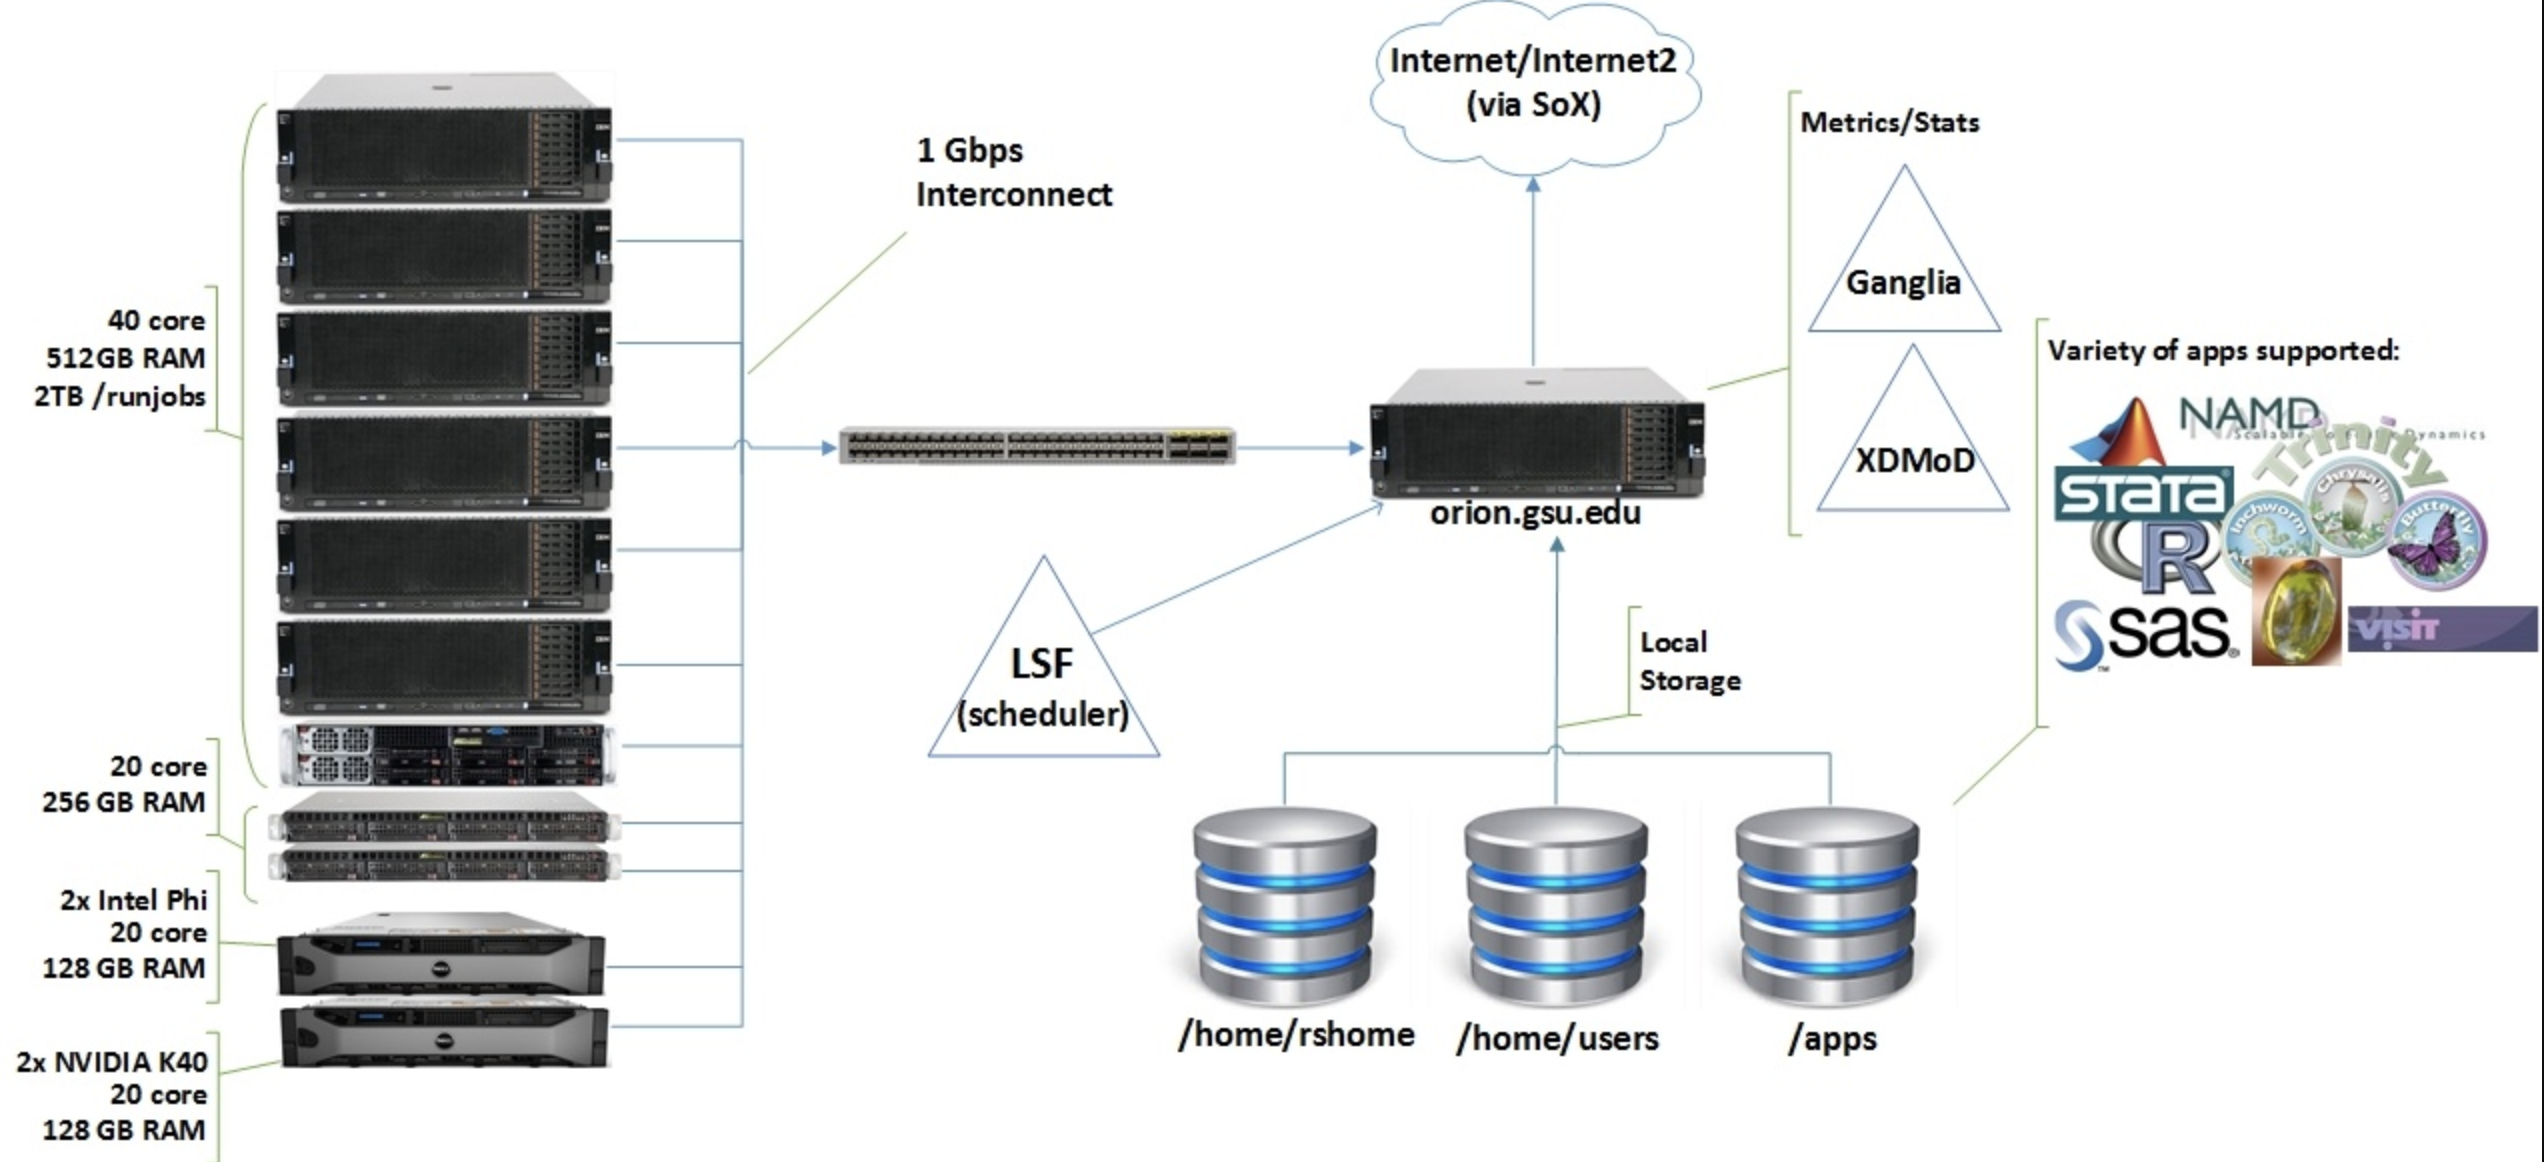 Internet/Internet2
(via SoX)
Metrics/Stats
Ganglia
XDMoD
1 Gbps
Interconnect
40 core
512GB RAM
2TB /runjobs
20 core
256 GB RAM
2x Intel Phi
20 core
128 GB RAM
2x NVIDIA K40
20 core
128 GB RAM
orion.gsu.edu
LSF
(scheduler)
Local
Storage
/home/rshome
/home/users
/apps
Variety of apps supported:
NAMD
Trinity
STATA
Chrysalis
Inchworm
Butterfly
R
sas
VISIT